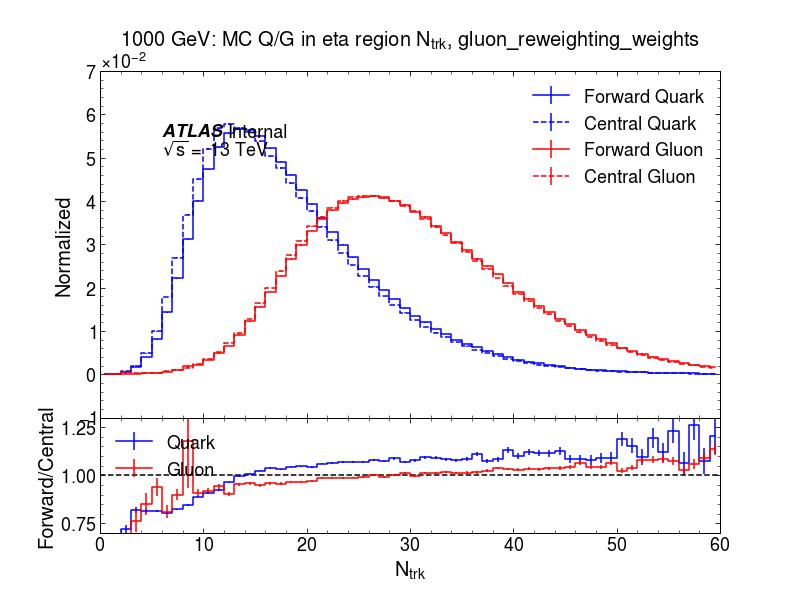 1000 GeV: MC Q/G in eta region Ntrk, gluon_reweighting_weights
×10−2
7
6
5
4
3
2
1
0
−1
Normalized
ATLAS Internal
√s = 13 TeV
Forward Quark
Central Quark
Forward Gluon
Central Gluon
1.25
1.00
0.75
Forward/Central
Quark
Gluon
0 10 20 30 40 50 60
Ntrk